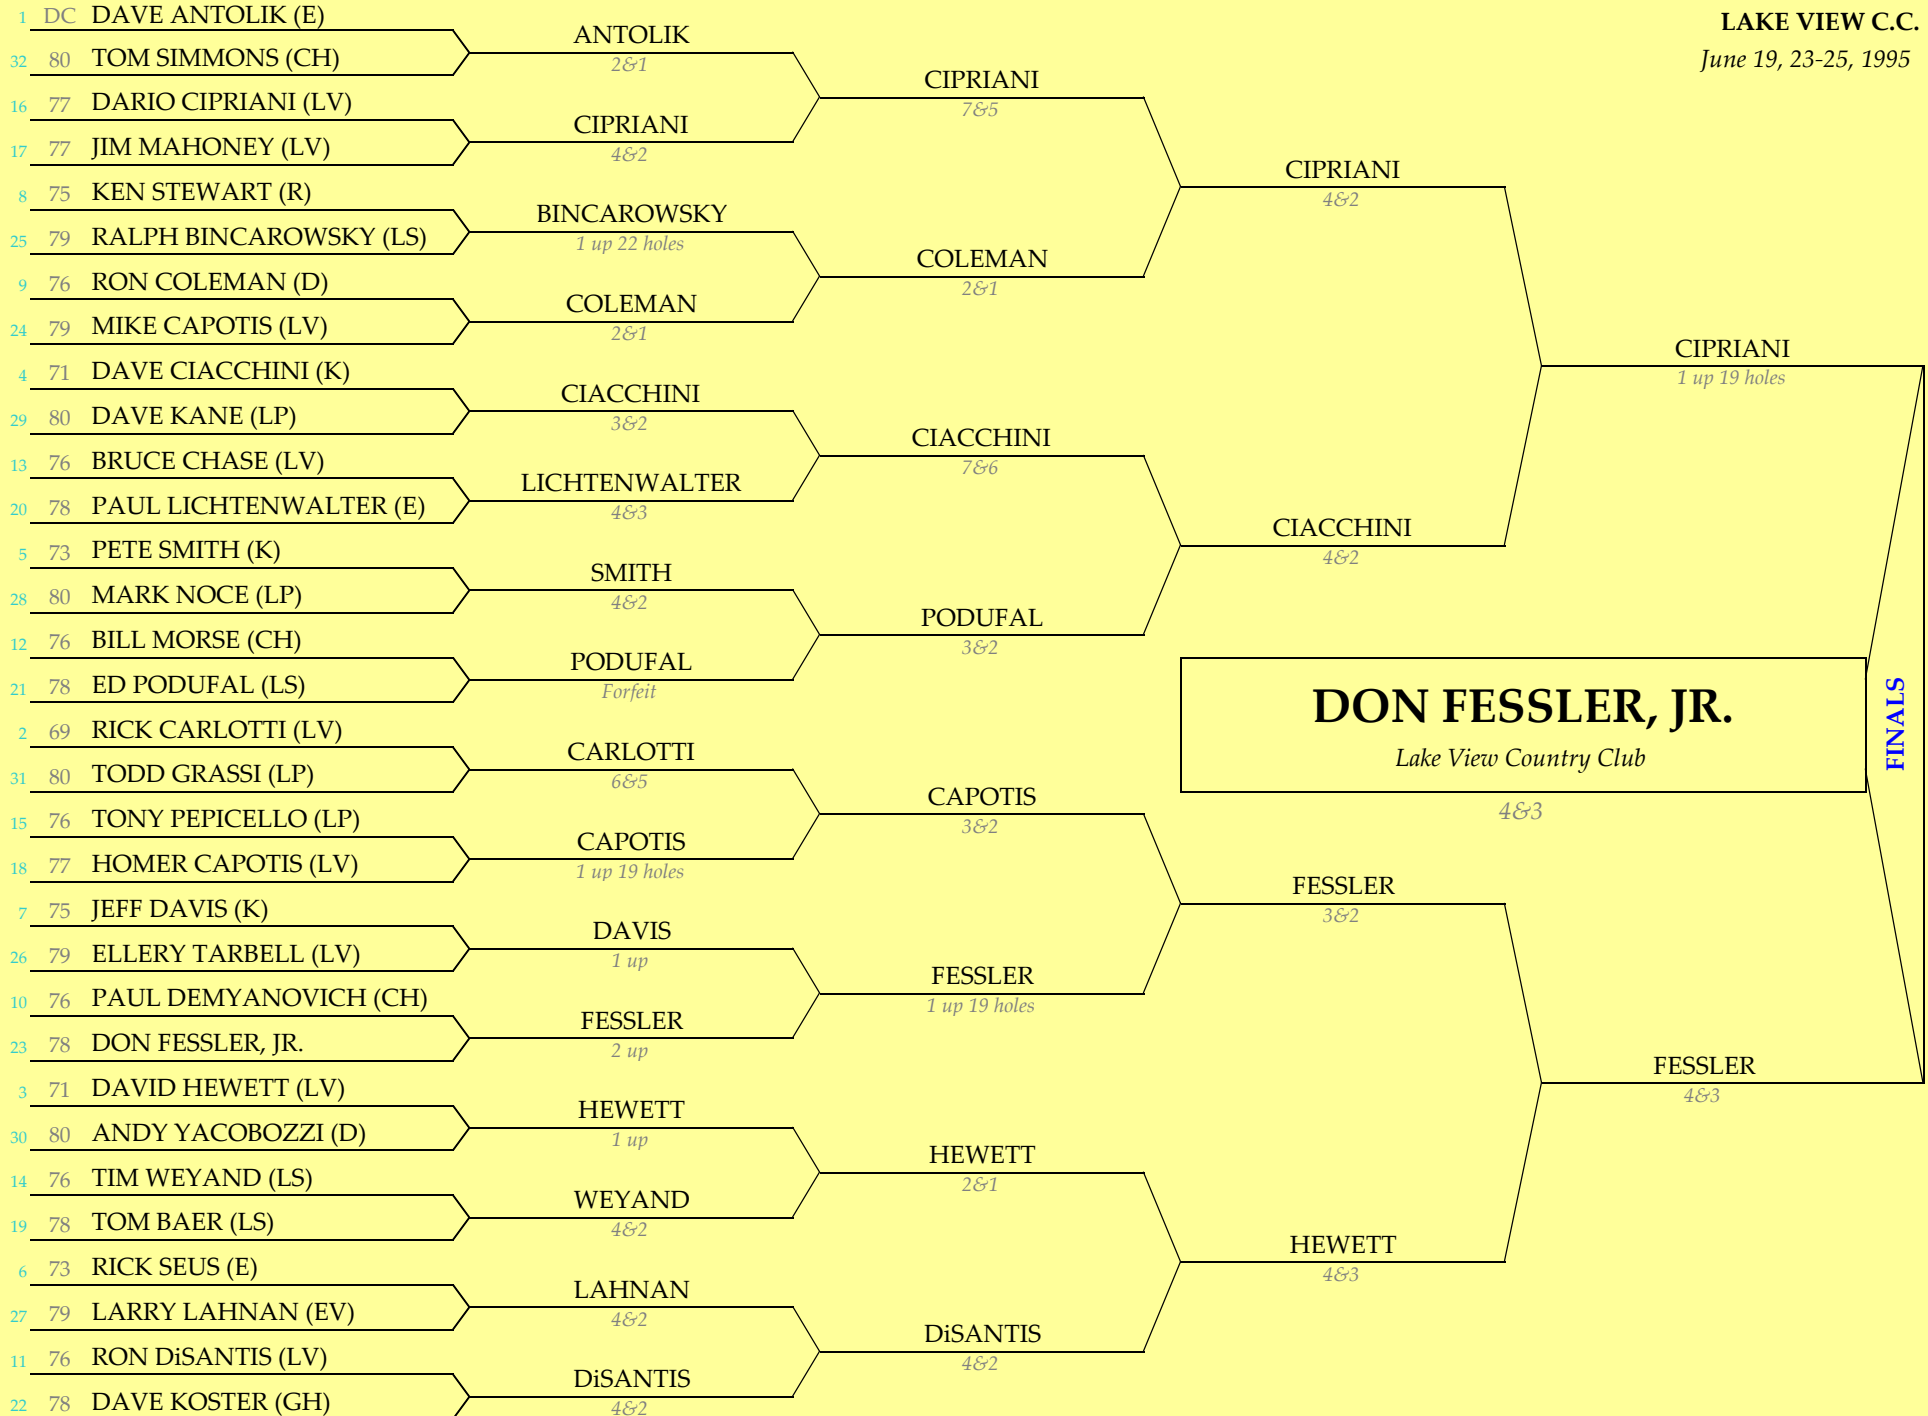 LAKE VIEW C.C.
June 19, 23-25, 1995
1 DC DAVE ANTOLIK (E)
32 80 TOM SIMMONS (CH)
16 77 DARIO CIPRIANI (LV)
17 77 JIM MAHONEY (LV)
8 75 KEN STEWART (R)
25 79 RALPH BINCAROWSKY (LS)
9 76 RON COLEMAN (D)
24 79 MIKE CAPOTIS (LV)
4 71 DAVE CIACCHINI (K)
29 80 DAVE KANE (LP)
13 76 BRUCE CHASE (LV)
20 78 PAUL LICHTENWALTER (E)
5 73 PETE SMITH (K)
28 80 MARK NOCE (LP)
12 76 BILL MORSE (CH)
21 78 ED PODUFAL (LS)
2 69 RICK CARLOTTI (LV)
31 80 TODD GRASSI (LP)
15 76 TONY PEPICELLO (LP)
18 77 HOMER CAPOTIS (LV)
7 75 JEFF DAVIS (K)
26 79 ELLERY TARBELL (LV)
10 76 PAUL DEMYANOVICH (CH)
23 78 DON FESSLER, JR.
3 71 DAVID HEWETT (LV)
30 80 ANDY YACOBOZZI (D)
14 76 TIM WEYAND (LS)
19 78 TOM BAER (LS)
6 73 RICK SEUS (E)
27 79 LARRY LAHNAN (EV)
11 76 RON DiSANTIS (LV)
22 78 DAVE KOSTER (GH)
ANTOLIK
2&1
CIPRIANI
4&2
BINCAROWSKY
1 up 22 holes
COLEMAN
2&1
CIACCHINI
3&2
LICHTENWALTER
4&3
SMITH
4&2
PODUFAL
Forfeit
CARLOTTI
6&5
CAPOTIS
1 up 19 holes
DAVIS
1 up
FESSLER
2 up
HEWETT
1 up
WEYAND
4&2
LAHNAN
4&2
DiSANTIS
4&2
CIPRIANI
7&5
COLEMAN
2&1
CIACCHINI
7&6
PODUFAL
3&2
CAPOTIS
3&2
FESSLER
1 up 19 holes
HEWETT
2&1
DiSANTIS
4&2
CIPRIANI
4&2
CIACCHINI
4&2
FESSLER
3&2
HEWETT
4&3
CIPRIANI
1 up 19 holes
FESSLER
4&3
FINALS
DON FESSLER, JR.
Lake View Country Club
4&3